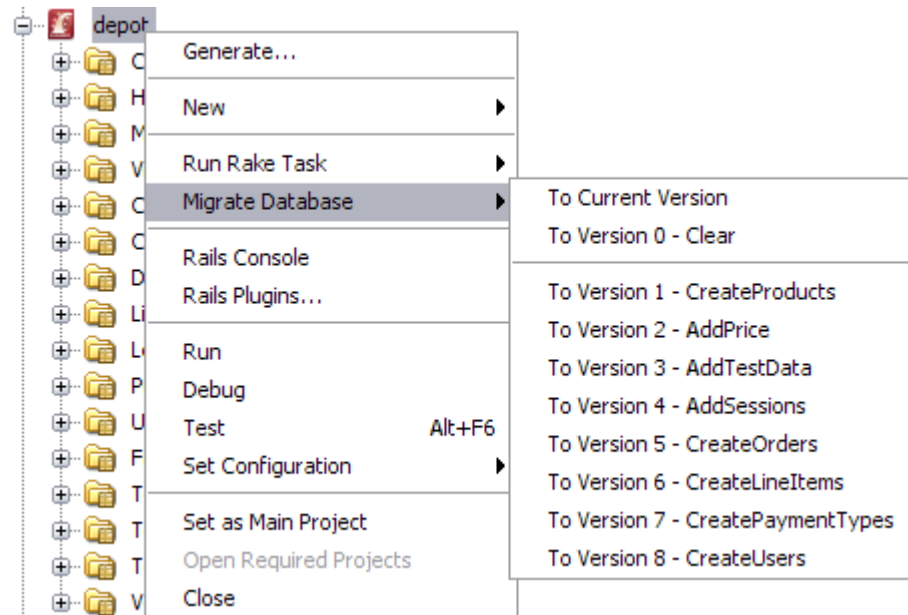 depot
Generate...
New
Run Rake Task
Migrate Database
Rails Console
Rails Plugins...
Run
Debug
Test Alt+F6
Set Configuration
Set as Main Project
Open Required Projects
Close
To Current Version
To Version 0 - Clear
To Version 1 - CreateProducts
To Version 2 - AddPrice
To Version 3 - AddTestData
To Version 4 - AddSessions
To Version 5 - CreateOrders
To Version 6 - CreateLineItems
To Version 7 - CreatePaymentTypes
To Version 8 - CreateUsers